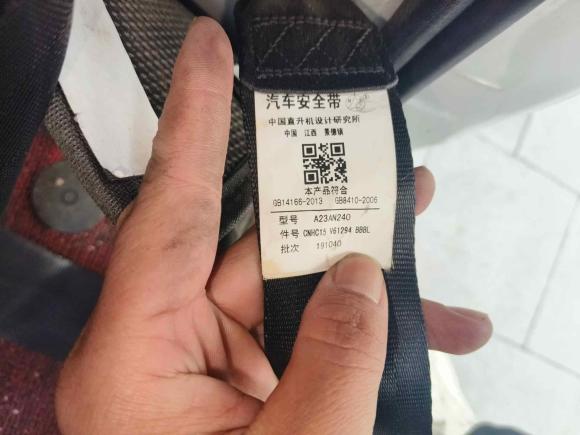 汽车安全带
中国直升机设计研究所
中国 江西 景德镇
本产品符合
GB14166-2013 GB8410-2006
型号 A23AN240
件号 CNHC15 V61294 BBBL
批次 191040